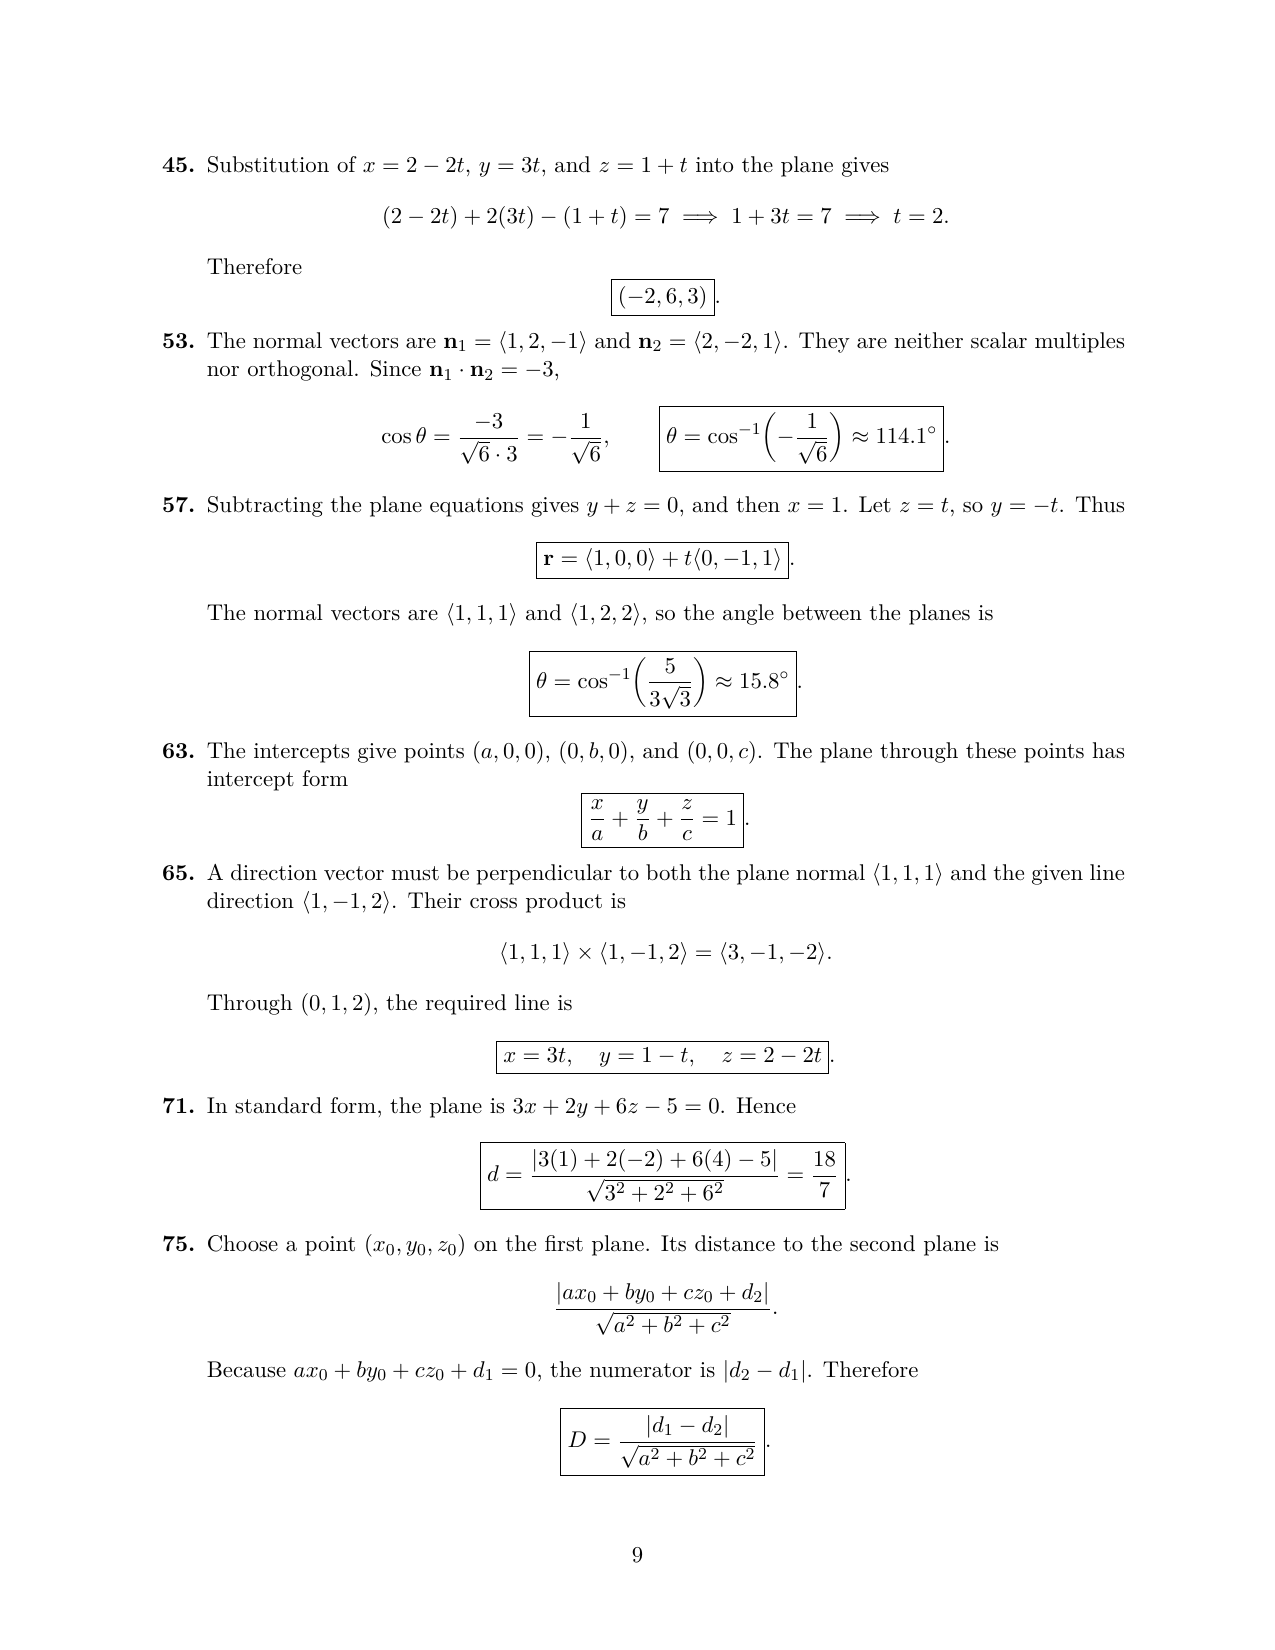 45. Substitution of x = 2 − 2t, y = 3t, and z = 1 + t into the plane gives
(2 − 2t) + 2(3t) − (1 + t) = 7 ⟹ 1 + 3t = 7 ⟹ t = 2.
Therefore
(−2, 6, 3).
53. The normal vectors are n₁ = ⟨1, 2, −1⟩ and n₂ = ⟨2, −2, 1⟩. They are neither scalar multiples
nor orthogonal. Since n₁ · n₂ = −3,
cos θ = −3/(√6 · 3) = −1/√6, θ = cos⁻¹(−1/√6) ≈ 114.1°.
57. Subtracting the plane equations gives y + z = 0, and then x = 1. Let z = t, so y = −t. Thus
r = ⟨1, 0, 0⟩ + t⟨0, −1, 1⟩.
The normal vectors are ⟨1, 1, 1⟩ and ⟨1, 2, 2⟩, so the angle between the planes is
θ = cos⁻¹(5/(3√3)) ≈ 15.8°.
63. The intercepts give points (a, 0, 0), (0, b, 0), and (0, 0, c). The plane through these points has
intercept form
x/a + y/b + z/c = 1.
65. A direction vector must be perpendicular to both the plane normal ⟨1, 1, 1⟩ and the given line
direction ⟨1, −1, 2⟩. Their cross product is
⟨1, 1, 1⟩ × ⟨1, −1, 2⟩ = ⟨3, −1, −2⟩.
Through (0, 1, 2), the required line is
x = 3t, y = 1 − t, z = 2 − 2t.
71. In standard form, the plane is 3x + 2y + 6z − 5 = 0. Hence
d = |3(1) + 2(−2) + 6(4) − 5|/√(3² + 2² + 6²) = 18/7.
75. Choose a point (x₀, y₀, z₀) on the first plane. Its distance to the second plane is
|ax₀ + by₀ + cz₀ + d₂|/√(a² + b² + c²).
Because ax₀ + by₀ + cz₀ + d₁ = 0, the numerator is |d₂ − d₁|. Therefore
D = |d₁ − d₂|/√(a² + b² + c²).
9